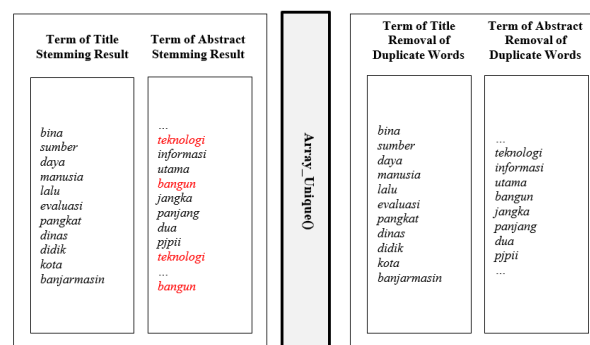 Term of Title
Stemming Result
bina
sumber
daya
manusia
lalu
evaluasi
pangkat
dinas
didik
kota
banjarmasin
Term of Abstract
Stemming Result
...
teknologi
informasi
utama
bangun
jangka
panjang
dua
pjpii
teknologi
...
bangun
Array_Unique()
Term of Title
Removal of
Duplicate Words
bina
sumber
daya
manusia
lalu
evaluasi
pangkat
dinas
didik
kota
banjarmasin
Term of Abstract
Removal of
Duplicate Words
...
teknologi
informasi
utama
bangun
jangka
panjang
dua
pjpii
...